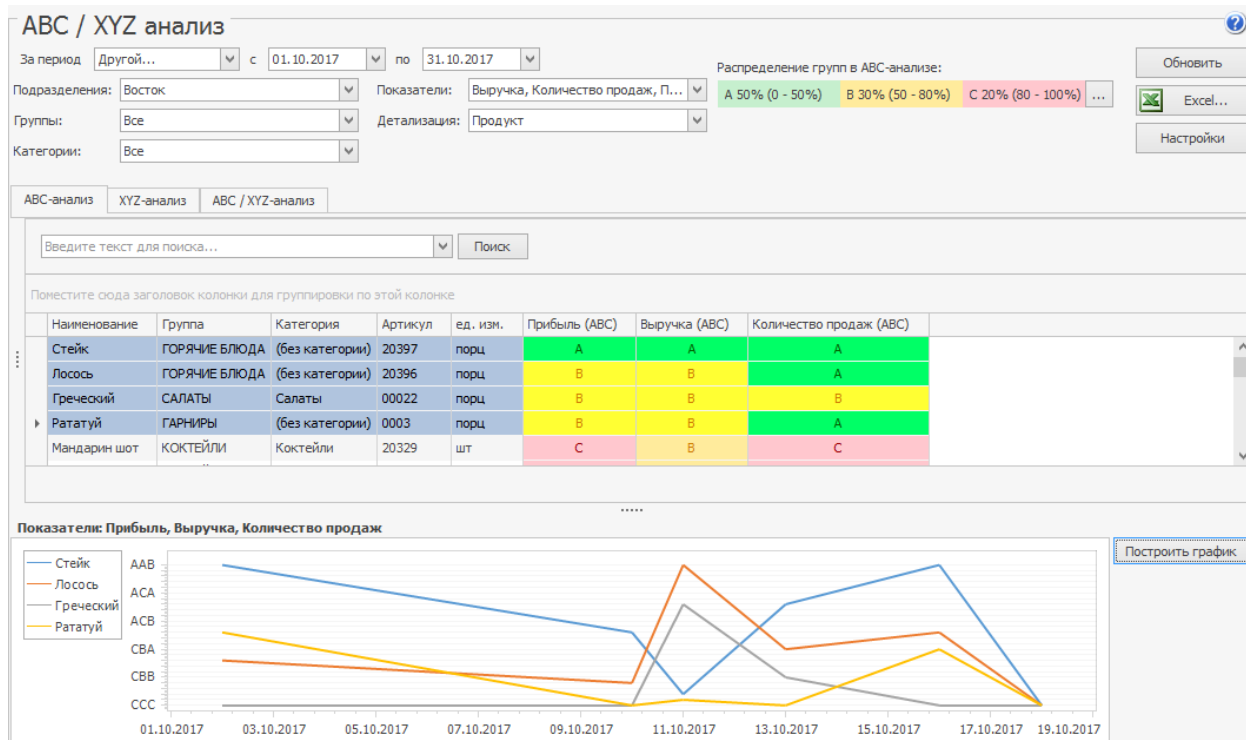 ABC / XYZ анализ
За период Другой... с 01.10.2017 по 31.10.2017
Распределение групп в ABC-анализе:
Обновить
Подразделения: Восток Показатели: Выручка, Количество продаж, П...
A 50% (0 - 50%) B 30% (50 - 80%) C 20% (80 - 100%) ...
Excel...
Группы: Все Детализация: Продукт
Настройки
Категории: Все
ABC-анализ XYZ-анализ ABC / XYZ-анализ
Введите текст для поиска... Поиск
Поместите сюда заголовок колонки для группировки по этой колонке
Наименование Группа Категория Артикул ед. изм. Прибыль (ABC) Выручка (ABC) Количество продаж (ABC)
Стейк ГОРЯЧИЕ БЛЮДА (без категории) 20397 порц A A A
Лосось ГОРЯЧИЕ БЛЮДА (без категории) 20396 порц B B A
Греческий САЛАТЫ Салаты 00022 порц B B B
Рататуй ГАРНИРЫ (без категории) 0003 порц B B A
Мандарин шот КОКТЕЙЛИ Коктейли 20329 шт C B C
Показатели: Прибыль, Выручка, Количество продаж
Построить график
Стейк
Лосось
Греческий
Рататуй
AAB
ACA
ACB
CBA
CBB
CCC
01.10.2017 03.10.2017 05.10.2017 07.10.2017 09.10.2017 11.10.2017 13.10.2017 15.10.2017 17.10.2017 19.10.2017